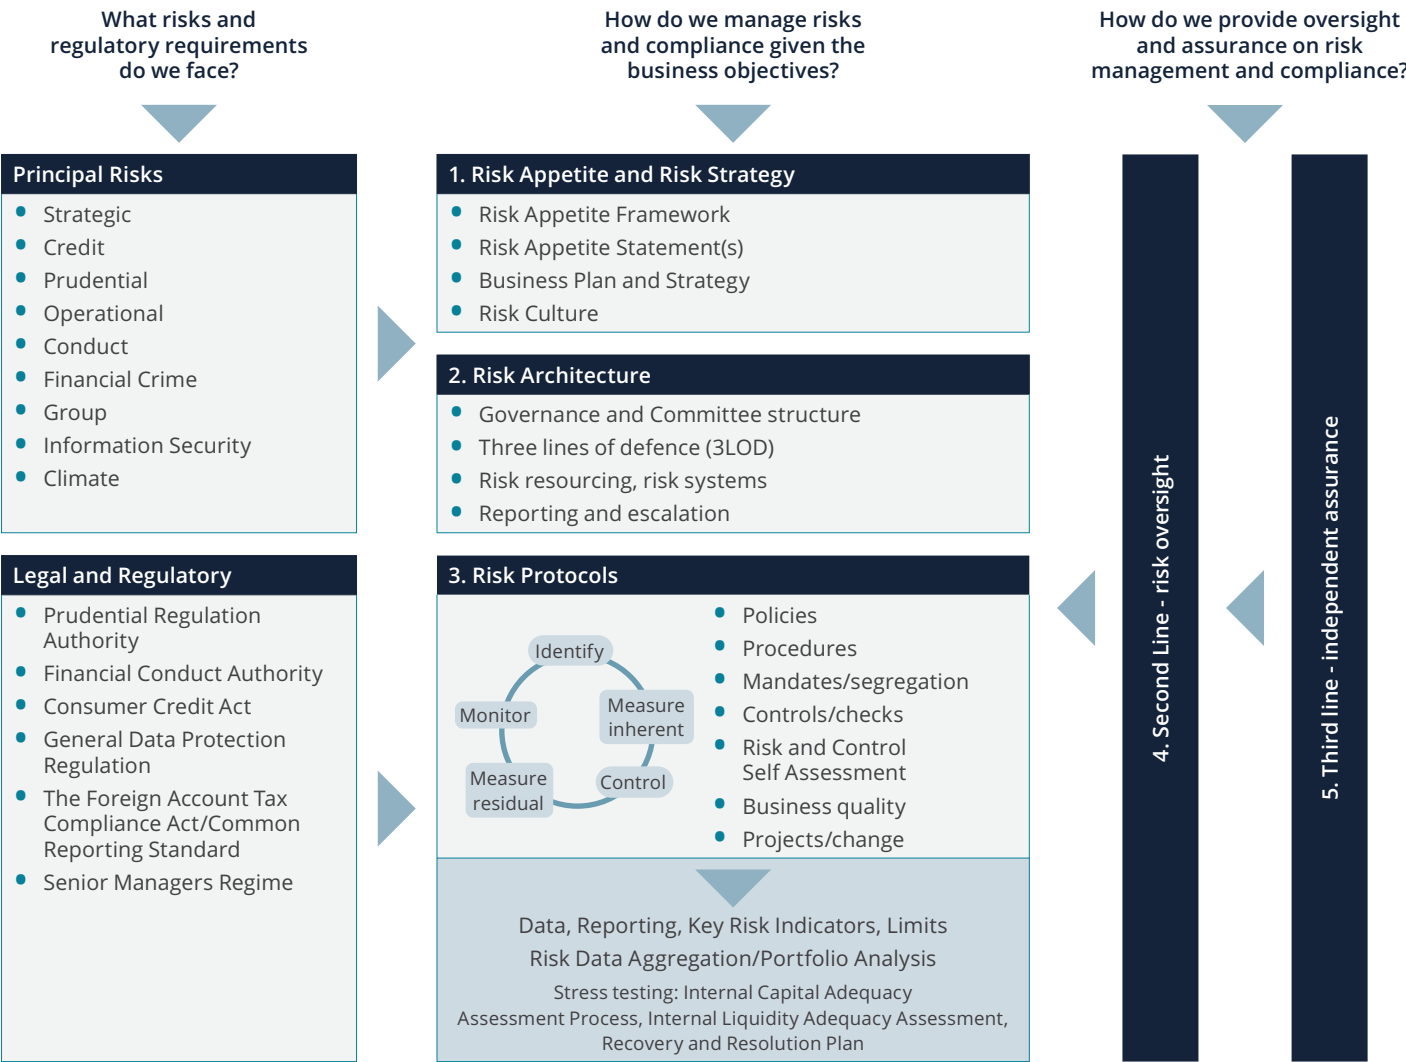 What risks and
regulatory requirements
do we face?
How do we manage risks
and compliance given the
business objectives?
How do we provide oversight
and assurance on risk
management and compliance?
Principal Risks
Strategic
Credit
Prudential
Operational
Conduct
Financial Crime
Group
Information Security
Climate
Legal and Regulatory
Prudential Regulation
Authority
Financial Conduct Authority
Consumer Credit Act
General Data Protection
Regulation
The Foreign Account Tax
Compliance Act/Common
Reporting Standard
Senior Managers Regime
1. Risk Appetite and Risk Strategy
Risk Appetite Framework
Risk Appetite Statement(s)
Business Plan and Strategy
Risk Culture
2. Risk Architecture
Governance and Committee structure
Three lines of defence (3LOD)
Risk resourcing, risk systems
Reporting and escalation
3. Risk Protocols
Identify
Measure
inherent
Control
Measure
residual
Monitor
Policies
Procedures
Mandates/segregation
Controls/checks
Risk and Control
Self Assessment
Business quality
Projects/change
Data, Reporting, Key Risk Indicators, Limits
Risk Data Aggregation/Portfolio Analysis
Stress testing: Internal Capital Adequacy
Assessment Process, Internal Liquidity Adequacy Assessment,
Recovery and Resolution Plan
4. Second Line - risk oversight
5. Third line - independent assurance